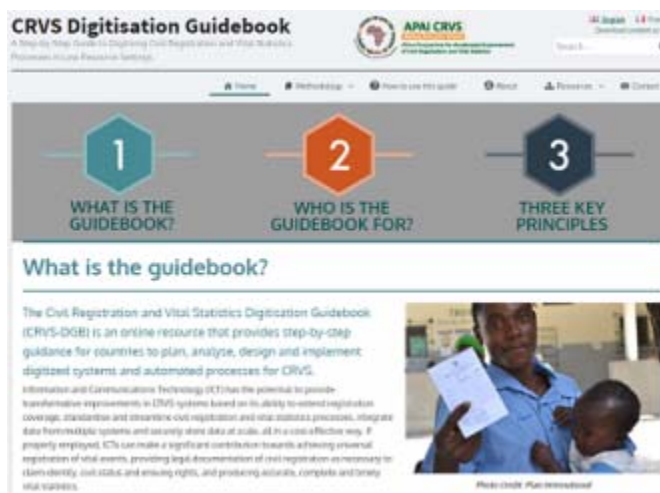 CRVS Digitisation Guidebook
A Step-by-Step Guide to Digitising Civil Registration and Vital Statistics
Processes in Low Resource Settings
APAI CRVS
English
Search...
Home Methodology How to use this guide About Resources Contact
1 2 3
WHAT IS THE WHO IS THE THREE KEY
GUIDEBOOK? GUIDEBOOK FOR? PRINCIPLES
What is the guidebook?
The Civil Registration and Vital Statistics Digitisation Guidebook
(CRVS-DGB) is an online resource that provides step-by-step
guidance for countries to plan, analyse, design and implement
digitized systems and automated processes for CRVS.
Information and Communications Technology (ICT) has the potential to provide
transformative improvements in CRVS systems based on its ability to extend registration
coverage, standardise and streamline civil registration and vital statistics processes, integrate
data from multiple systems and securely store data at scale, all in a cost-effective way. If
properly employed, ICTs can make a significant contribution towards achieving universal
registration of vital events, providing legal documentation of civil registration as necessary to
claim identity, civil status and ensuing rights, and producing accurate, complete and timely
vital statistics.
Photo credit: Plan International